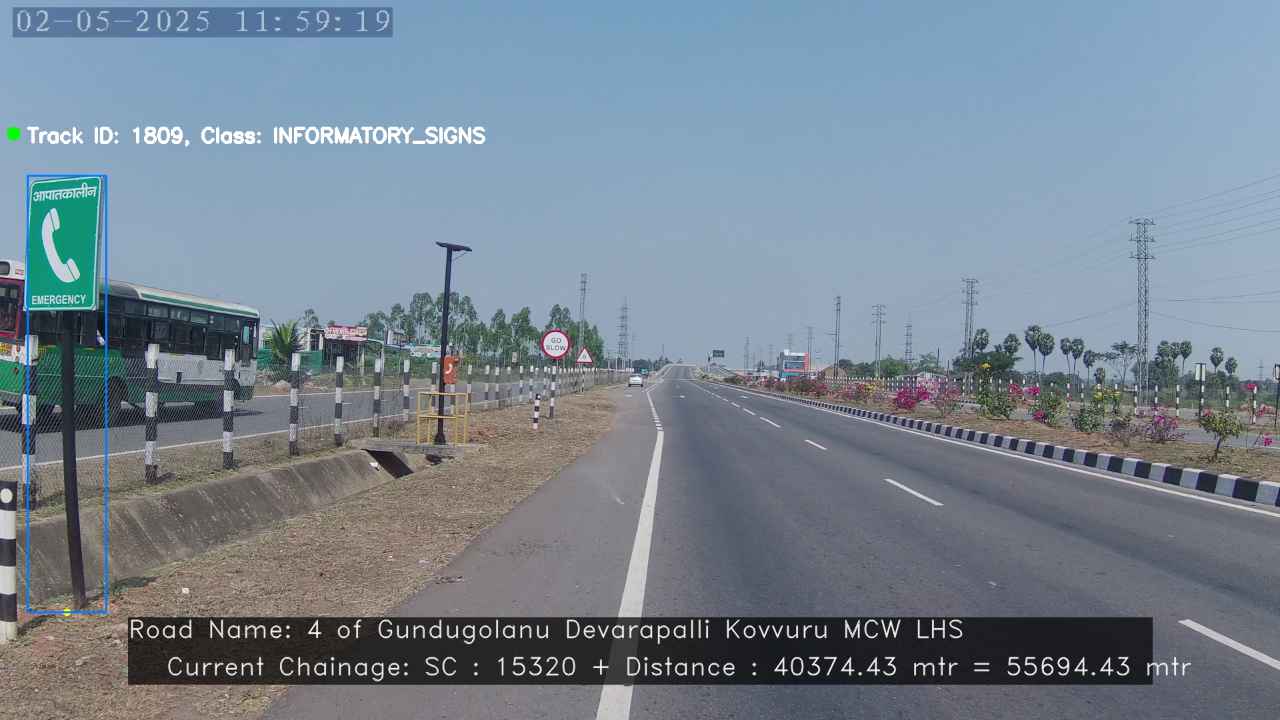 02-05-2025 11:59:19
Track ID: 1809, Class: INFORMATORY_SIGNS
आपातकालीन
EMERGENCY
GO
SLOW
Road Name: 4 of Gundugolanu Devarapalli Kovvuru MCW LHS
Current Chainage: SC : 15320 + Distance : 40374.43 mtr = 55694.43 mtr